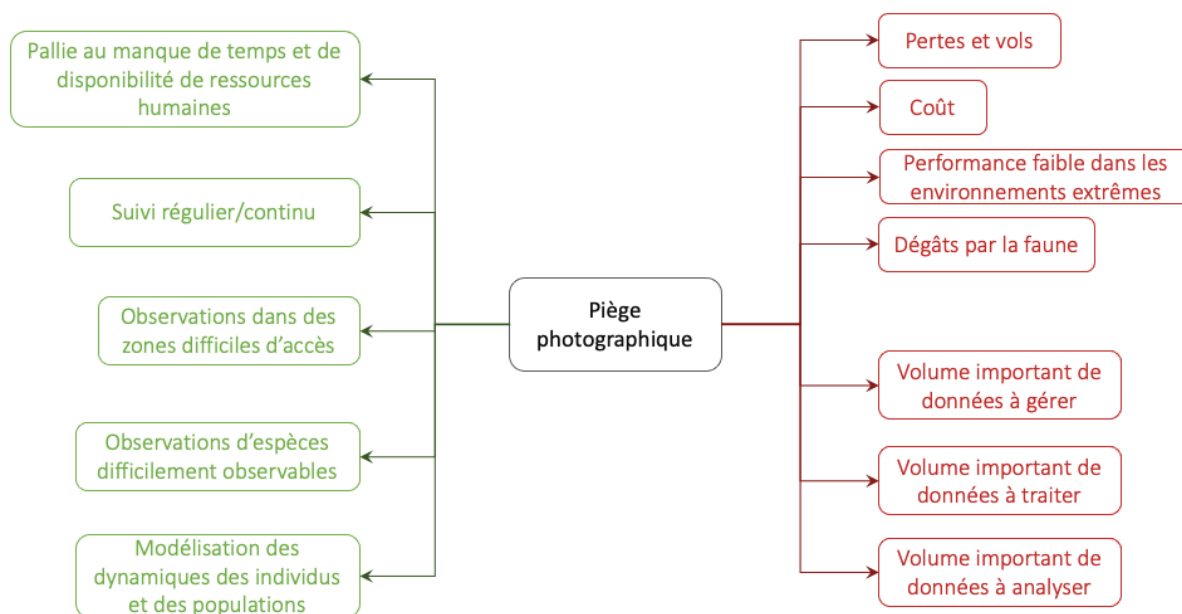 Pallie au manque de temps et de
disponibilité de ressources
humaines
Suivi régulier/continu
Observations dans des
zones difficiles d'accès
Observations d'espèces
difficilement observables
Modélisation des
dynamiques des individus
et des populations
Piège
photographique
Pertes et vols
Coût
Performance faible dans les
environnements extrêmes
Dégâts par la faune
Volume important de
données à gérer
Volume important de
données à traiter
Volume important de
données à analyser